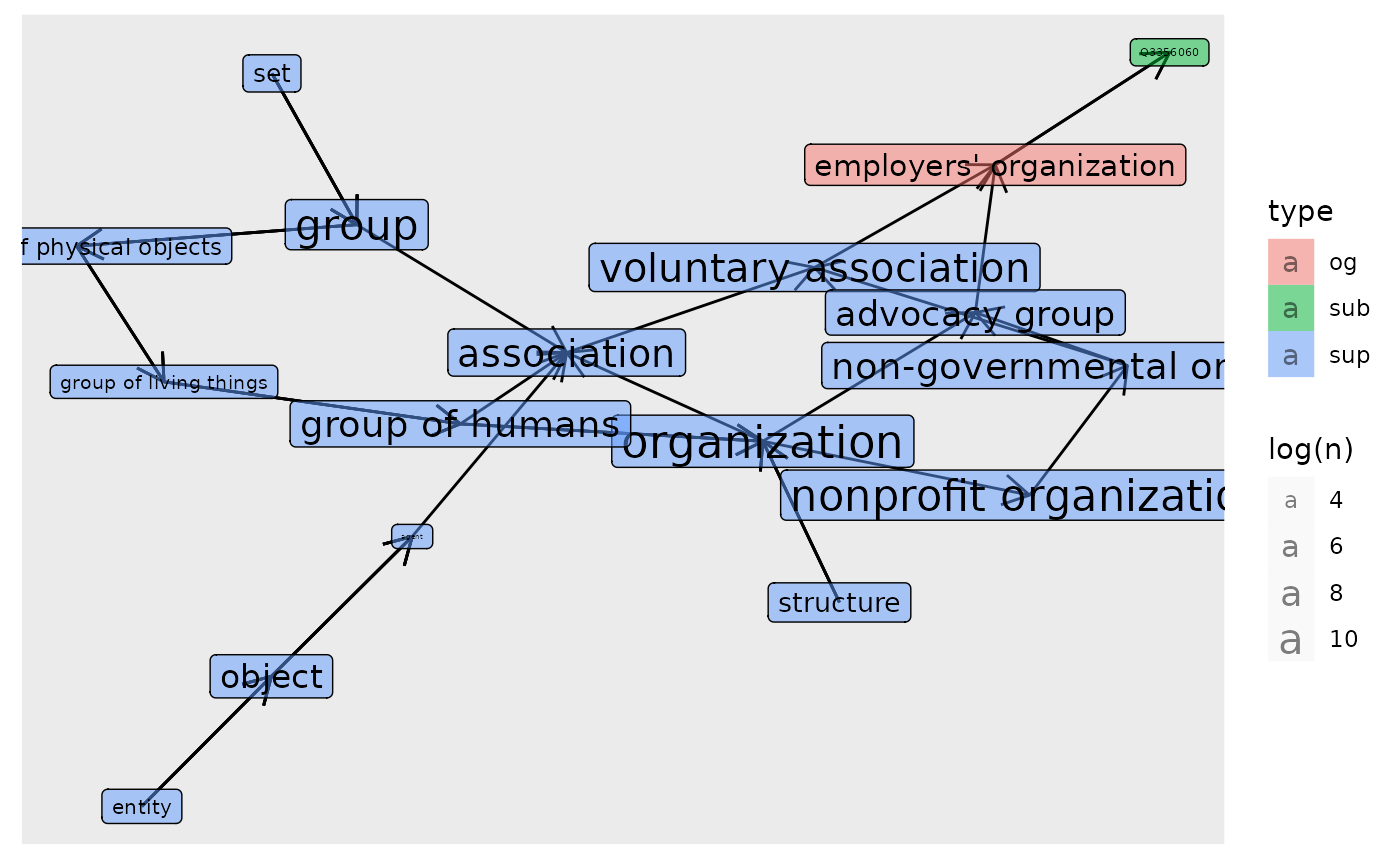 Q3356060
set
employers' organization
group
f physical objects
voluntary association
advocacy group
association
non-governmental or
group of living things
group of humans
organization
nonprofit organizatio
agent
structure
object
entity
type
a og
a sub
a sup
log(n)
a 4
a 6
a 8
a 10